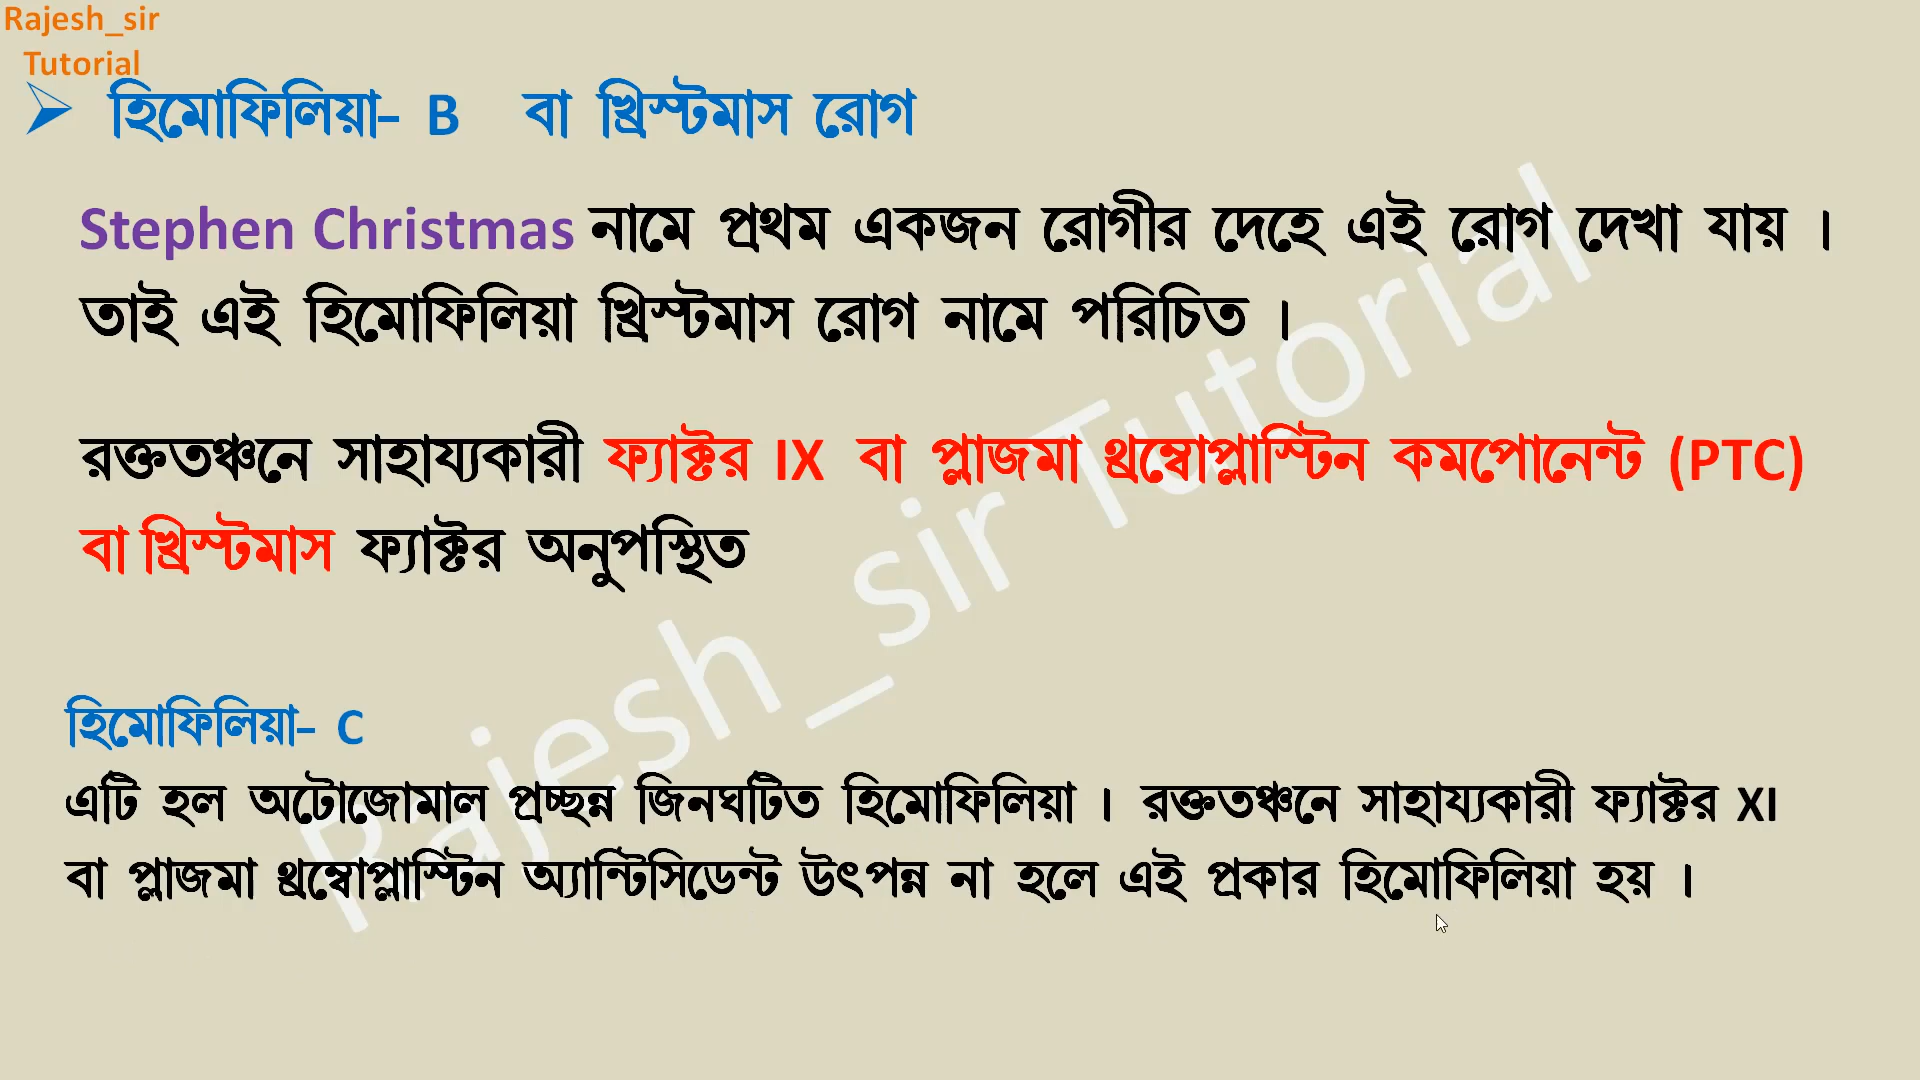 Rajesh_sir
Tutorial
➢ হিমোফিলিয়া- B বা খ্রিস্টমাস রোগ
Stephen Christmas নামে প্রথম একজন রোগীর দেহে এই রোগ দেখা যায় ।
তাই এই হিমোফিলিয়া খ্রিস্টমাস রোগ নামে পরিচিত ।
রক্ততঞ্চনে সাহায্যকারী ফ্যাক্টর IX বা প্লাজমা থ্রম্বোপ্লাস্টিন কমপোনেন্ট (PTC)
বা খ্রিস্টমাস ফ্যাক্টর অনুপস্থিত
হিমোফিলিয়া- C
এটি হল অটোজোমাল প্রচ্ছন্ন জিনঘটিত হিমোফিলিয়া । রক্ততঞ্চনে সাহায্যকারী ফ্যাক্টর XI
বা প্লাজমা থ্রম্বোপ্লাস্টিন অ্যান্টিসিডেন্ট উৎপন্ন না হলে এই প্রকার হিমোফিলিয়া হয় ।
Rajesh_sir Tutorial